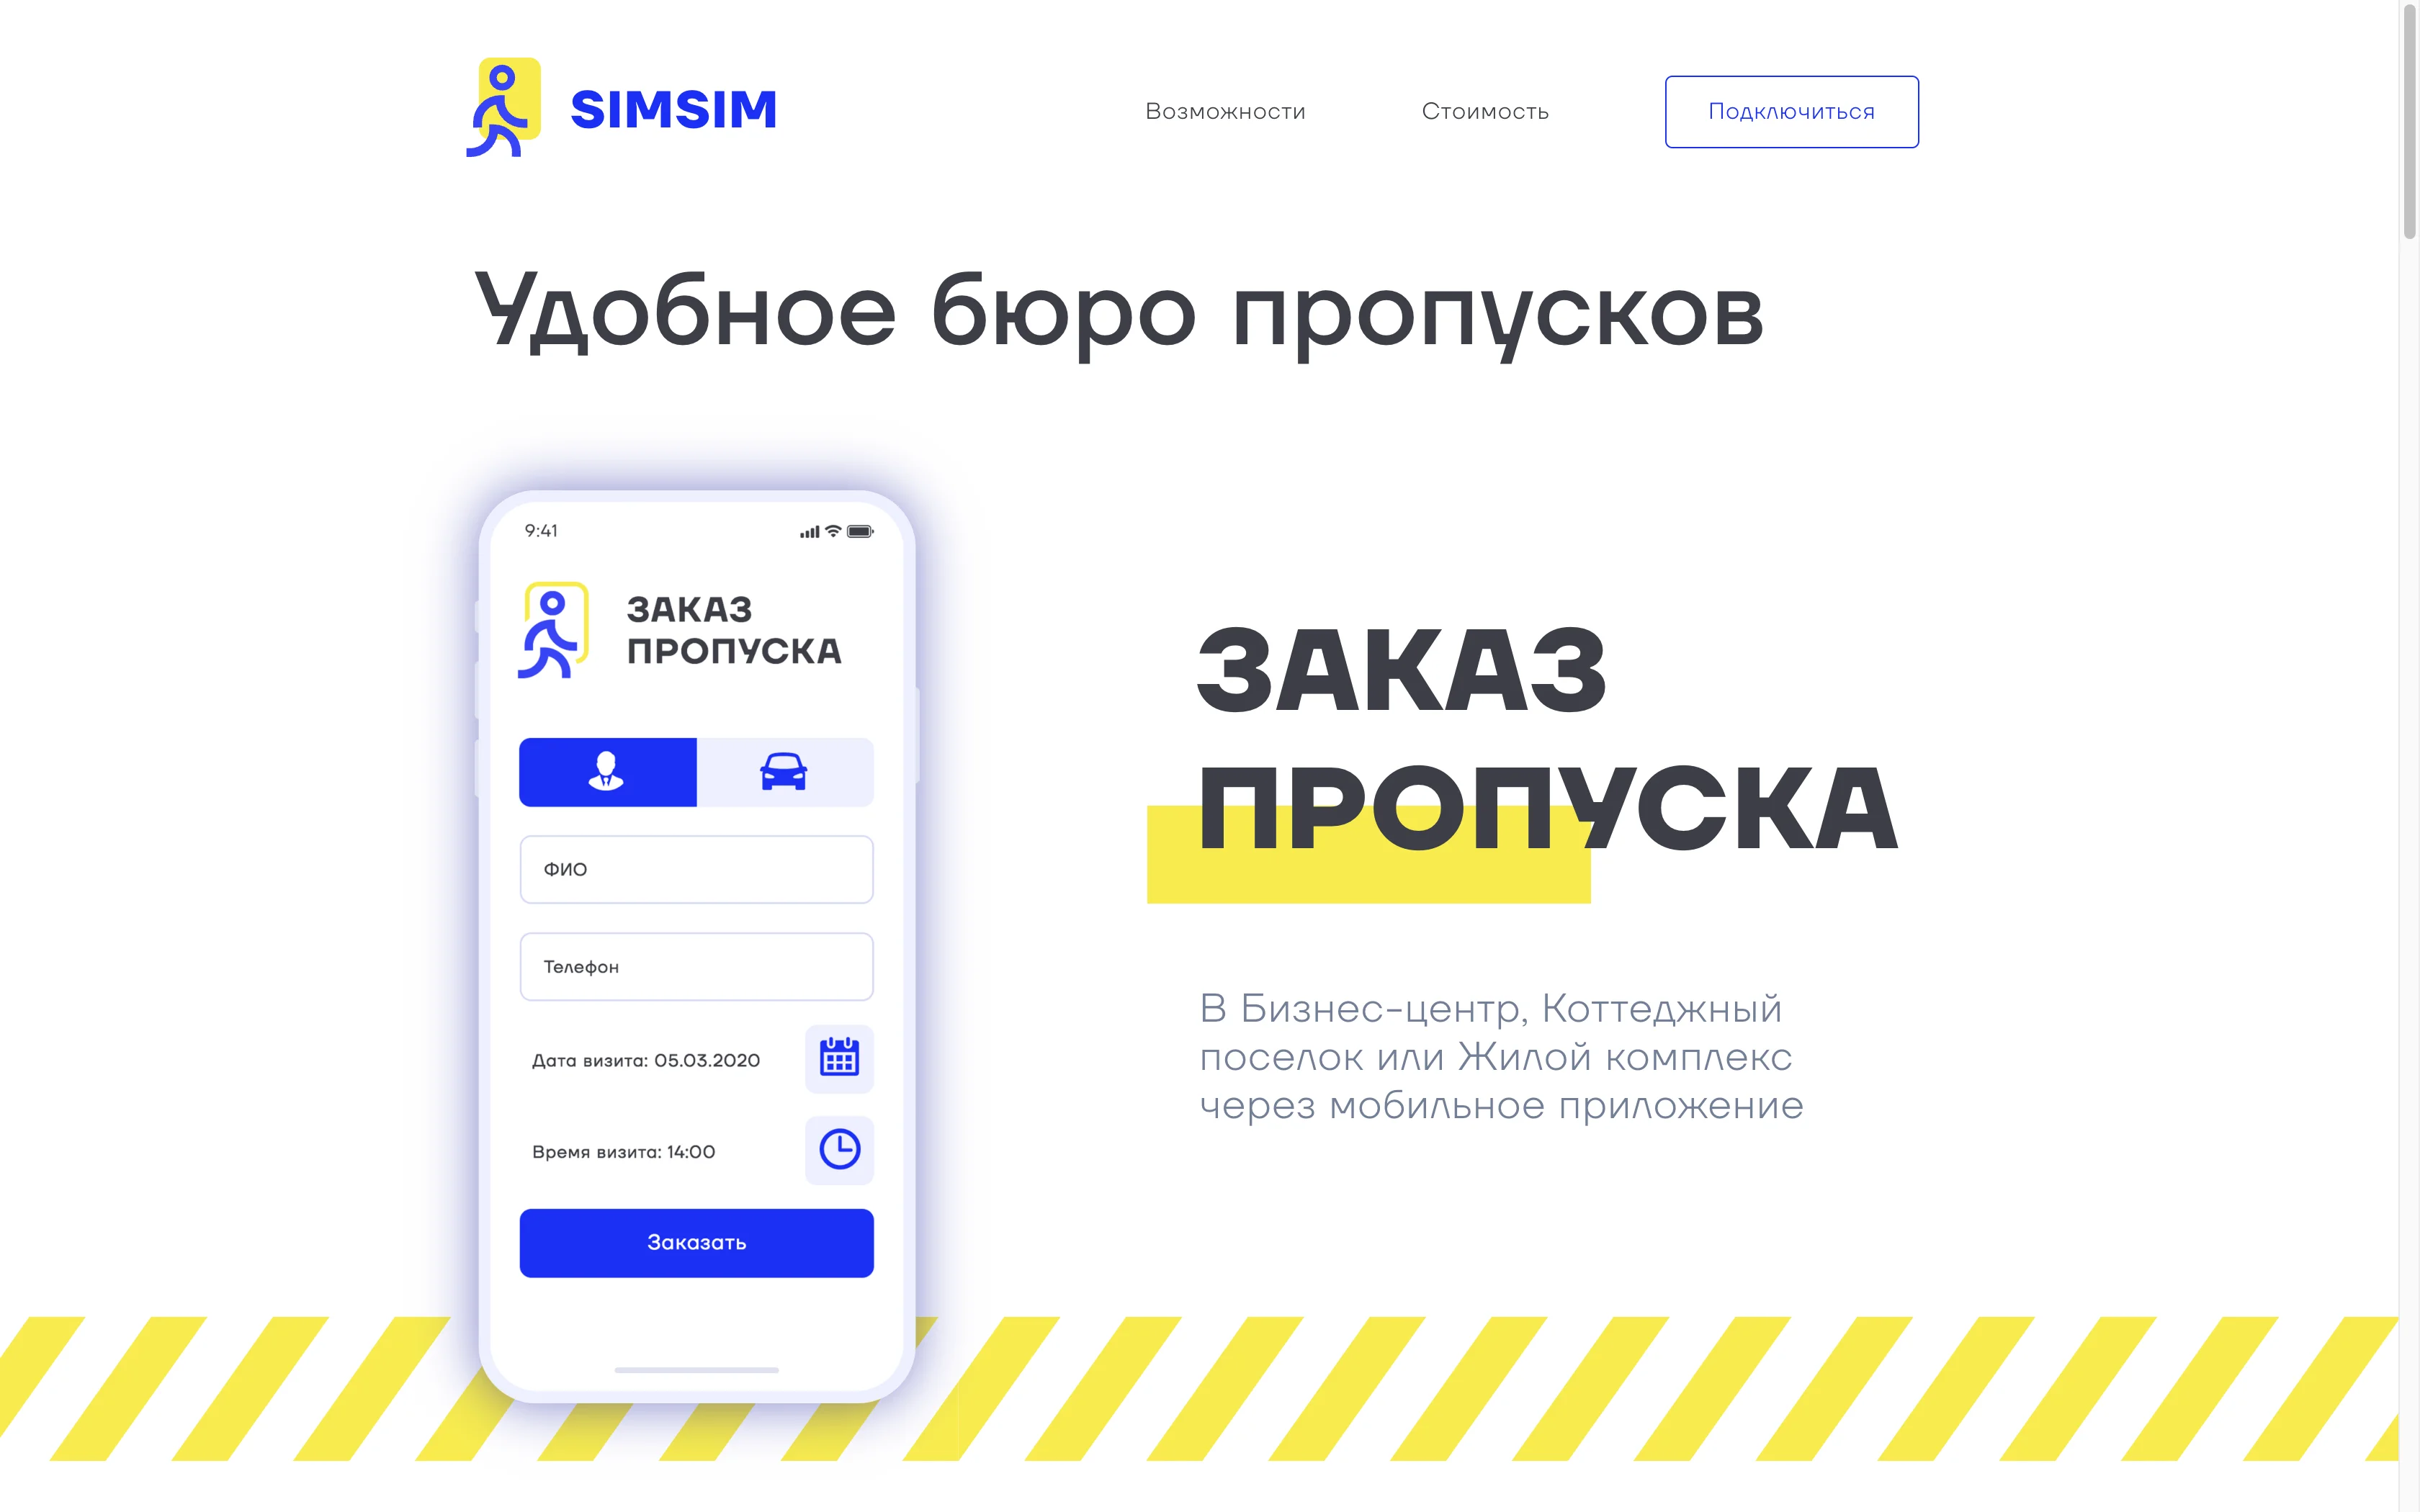 SIMSIM
Возможности
Стоимость
Подключиться
Удобное бюро пропусков
9:41
ЗАКАЗ
ПРОПУСКА
ФИО
Телефон
Дата визита: 05.03.2020
Время визита: 14:00
Заказать
ЗАКАЗ
ПРОПУСКА
В Бизнес-центр, Коттеджный
поселок или Жилой комплекс
через мобильное приложение